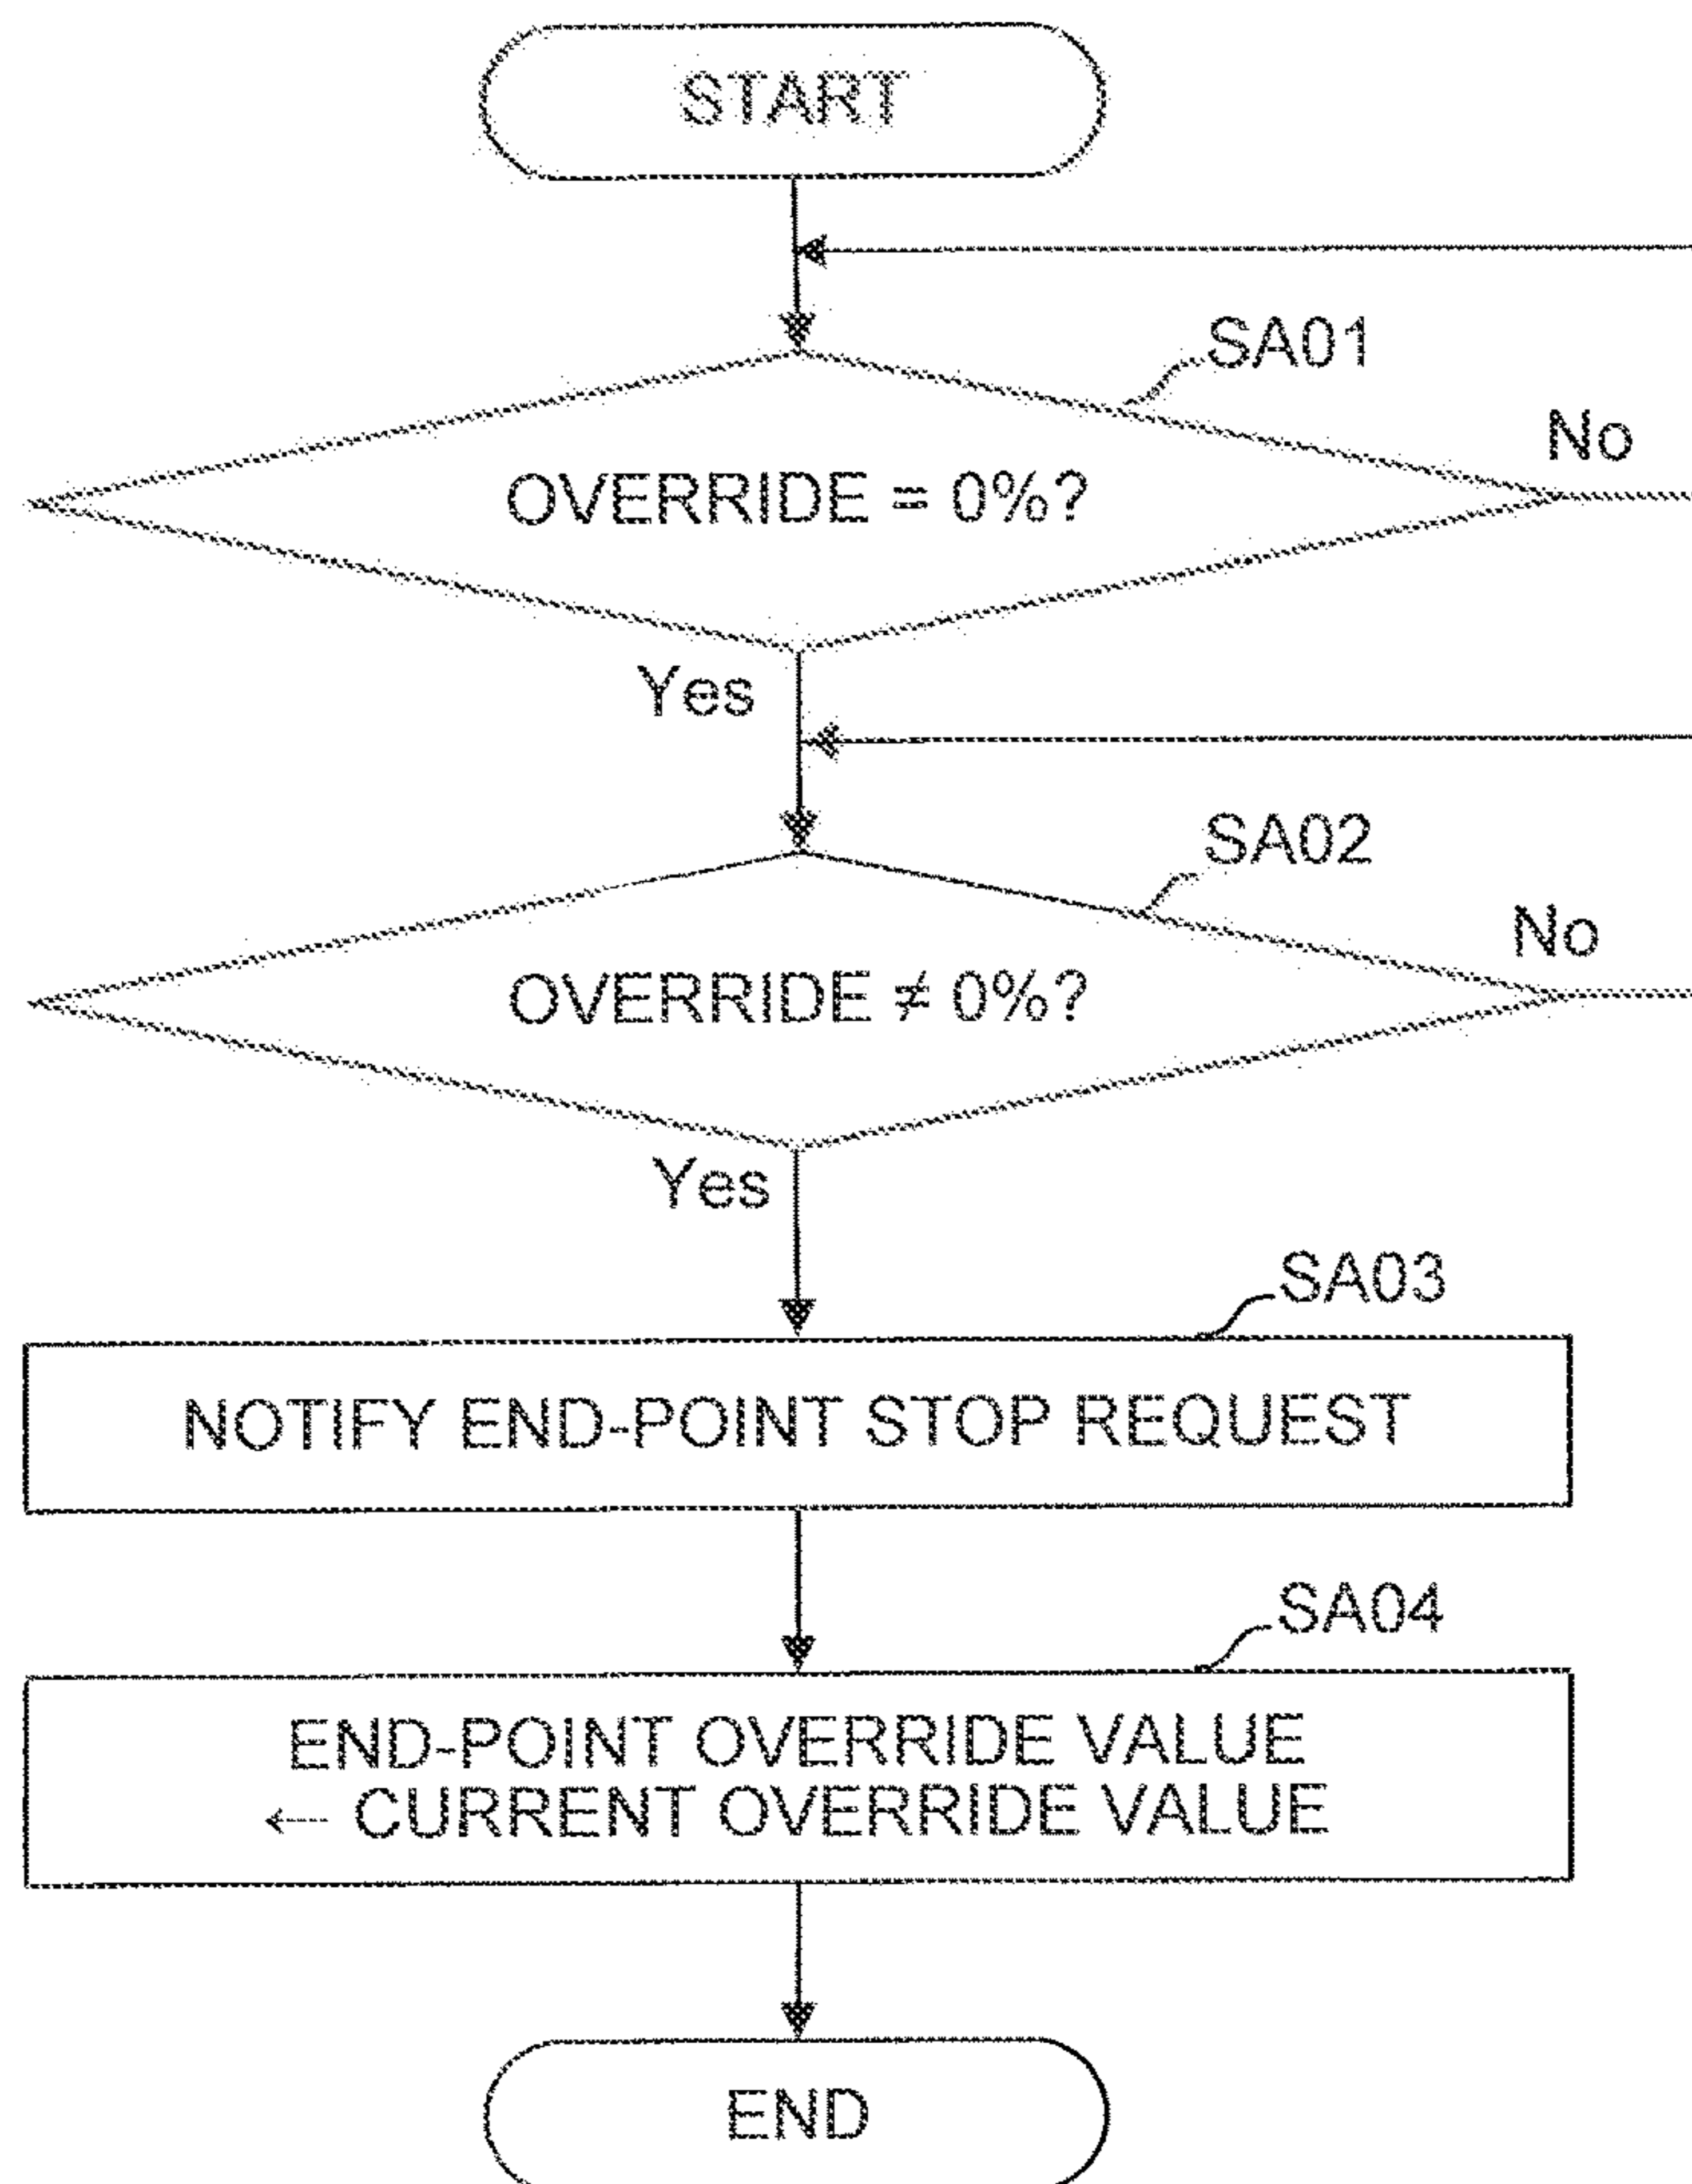 START
SA01
No
OVERRIDE = 0%?
Yes
SA02
No
OVERRIDE ≠ 0%?
Yes
SA03
NOTIFY END-POINT STOP REQUEST
SA04
END-POINT OVERRIDE VALUE
← CURRENT OVERRIDE VALUE
END